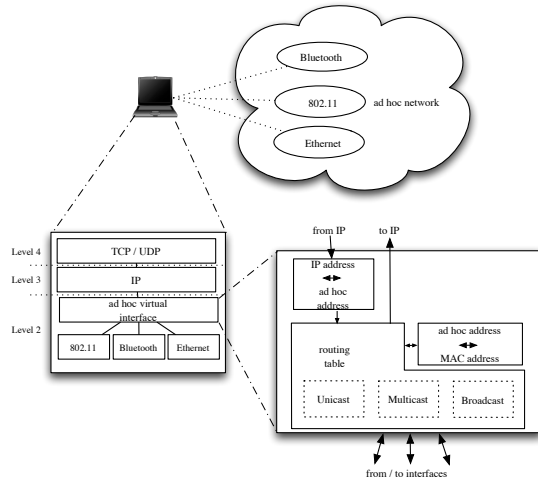 Bluetooth
802.11
ad hoc network
Ethernet
from IP
to IP
Level 4
TCP / UDP
Level 3
IP
Level 2
ad hoc virtual
interface
802.11
Bluetooth
Ethernet
IP address
ad hoc
address
ad hoc address
MAC address
routing
table
Unicast
Multicast
Broadcast
from / to interfaces